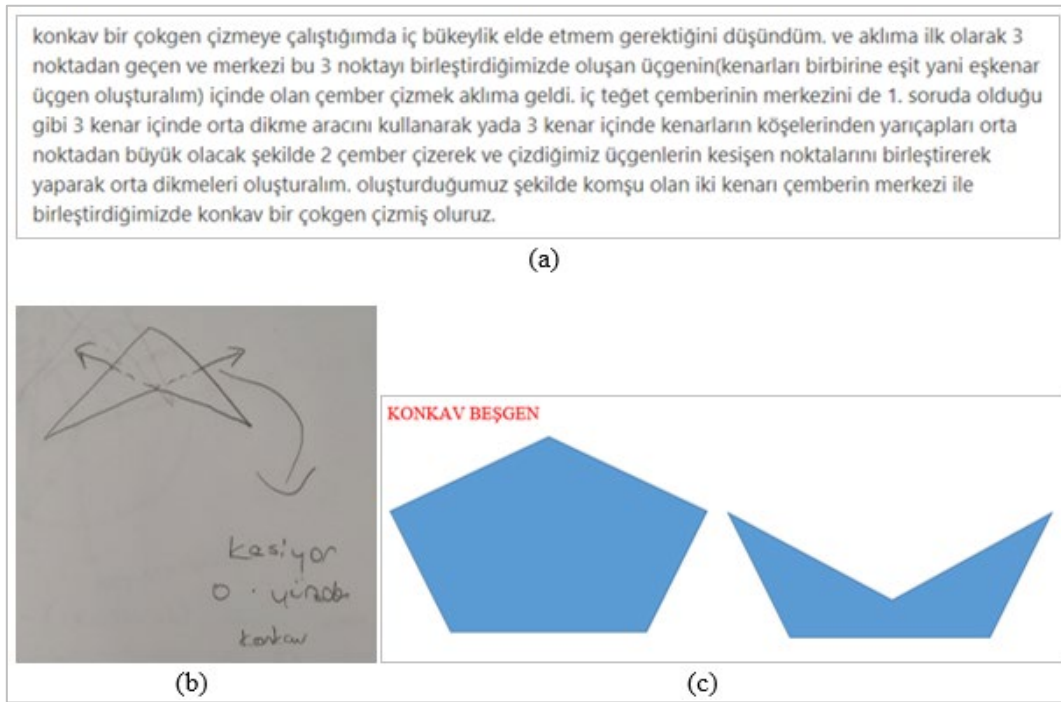 konkav bir çokgen çizmeye çalıştığımda iç bükeylik elde etmem gerektiğini düşündüm. ve aklıma ilk olarak 3
noktadan geçen ve merkezi bu 3 noktayı birleştirdiğimizde oluşan üçgenin(kenarları birbirine eşit yani eşkenar
üçgen oluşturalım) içinde olan çember çizmek aklıma geldi. iç teğet çemberinin merkezini de 1. soruda olduğu
gibi 3 kenar içinde orta dikme aracını kullanarak yada 3 kenar içinde kenarların köşelerinden yarıçapları orta
noktadan büyük olacak şekilde 2 çember çizerek ve çizdiğimiz üçgenlerin kesişen noktalarını birleştirerek
yaparak orta dikmeleri oluşturalım. oluşturduğumuz şekilde komşu olan iki kenarı çemberin merkezi ile
birleştirdiğimizde konkav bir çokgen çizmiş oluruz.
(a)
kesiyor
o yüzden
konkav
(b)
KONKAV BEŞGEN
(c)